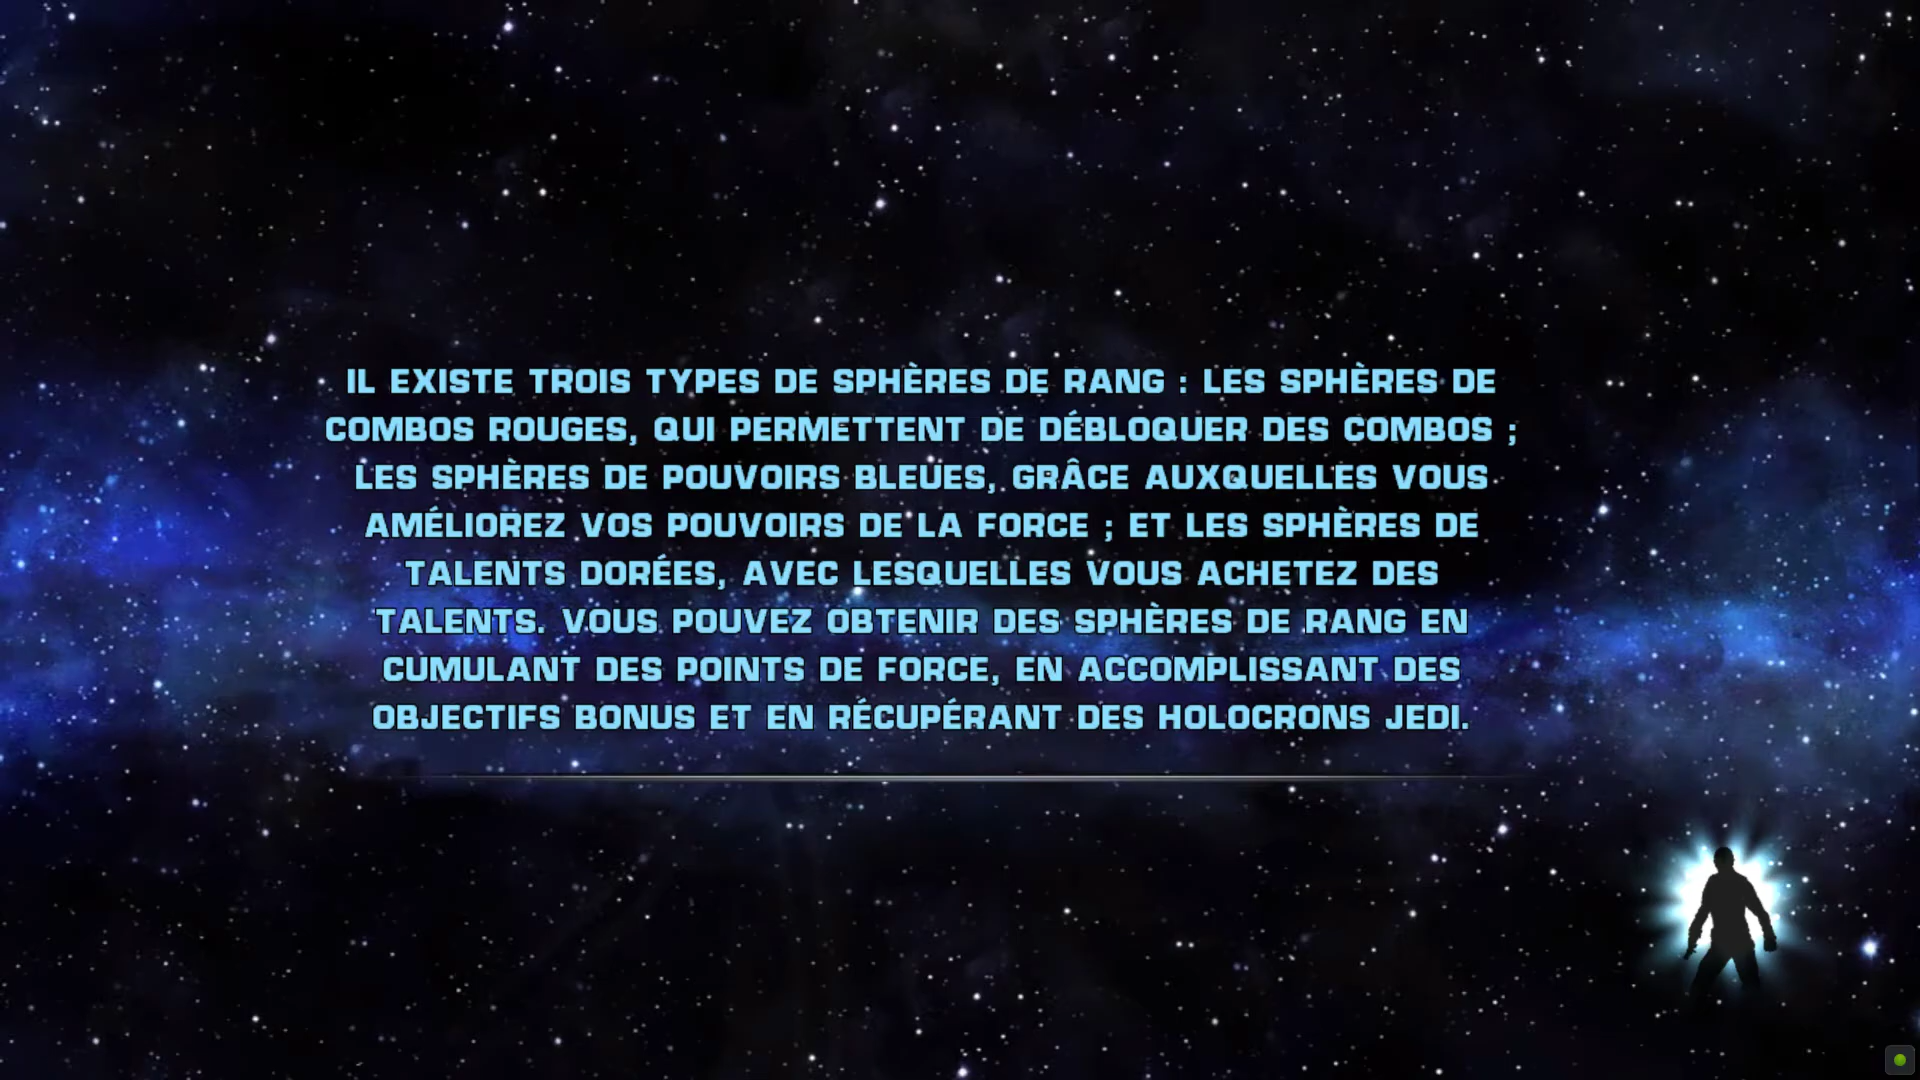 IL EXISTE TROIS TYPES DE SPHÈRES DE RANG : LES SPHÈRES DE
COMBOS ROUGES, QUI PERMETTENT DE DÉBLOQUER DES COMBOS ;
LES SPHÈRES DE POUVOIRS BLEUES, GRÂCE AUXQUELLES VOUS
AMÉLIOREZ VOS POUVOIRS DE LA FORCE ; ET LES SPHÈRES DE
TALENTS DORÉES, AVEC LESQUELLES VOUS ACHETEZ DES
TALENTS. VOUS POUVEZ OBTENIR DES SPHÈRES DE RANG EN
CUMULANT DES POINTS DE FORCE, EN ACCOMPLISSANT DES
OBJECTIFS BONUS ET EN RÉCUPÉRANT DES HOLOCRONS JEDI.